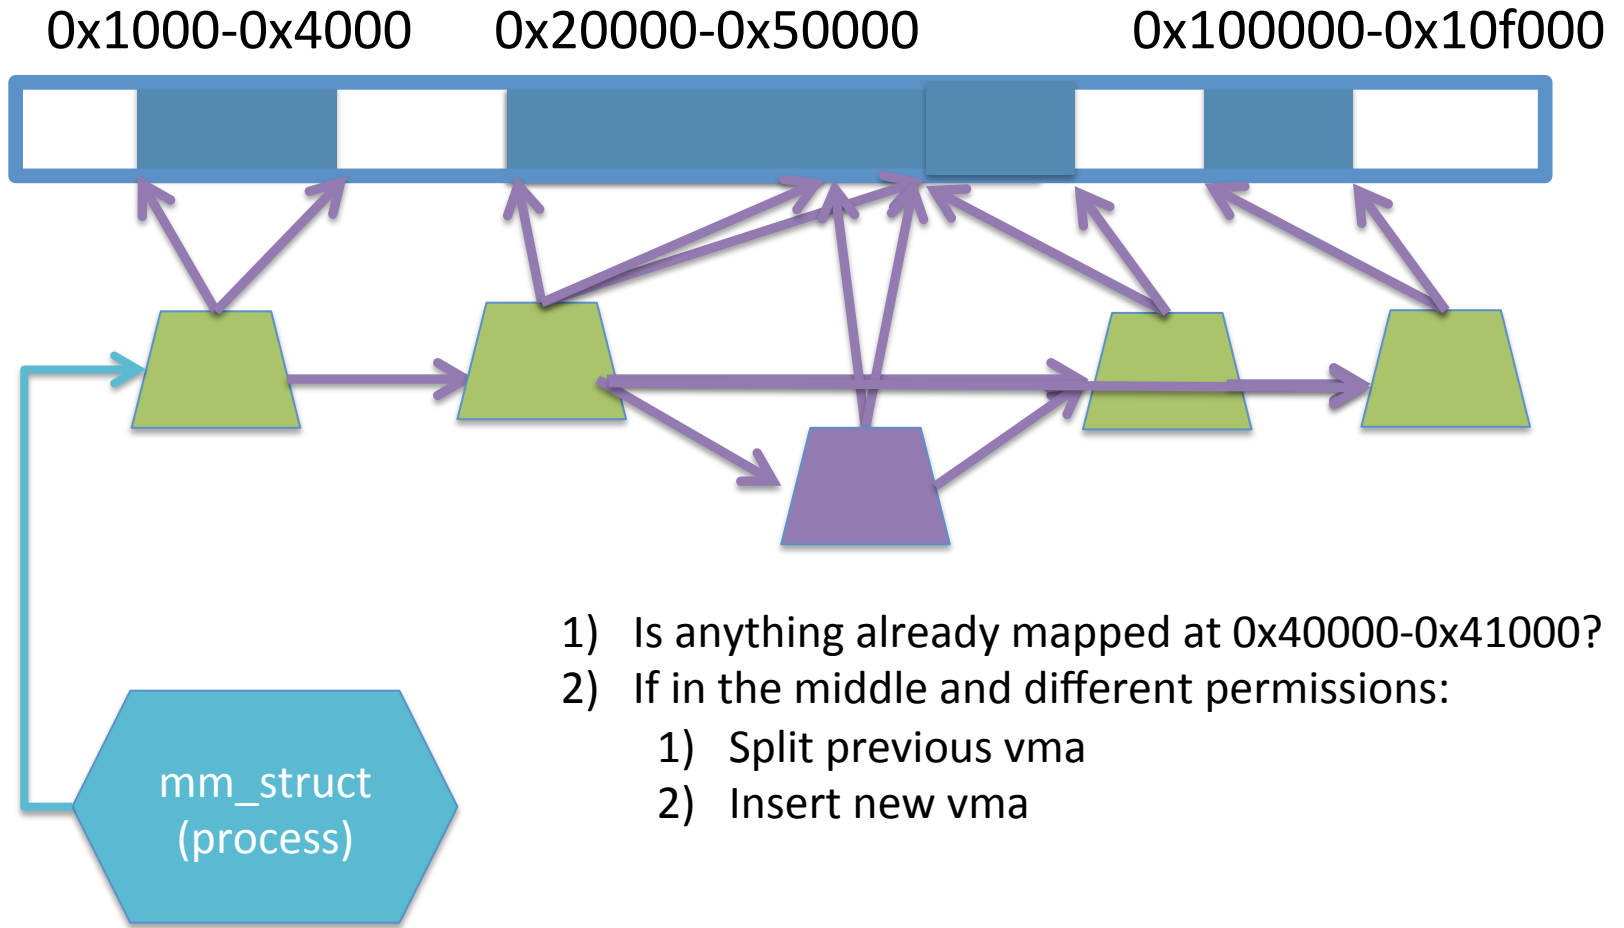 0x1000-0x4000 0x20000-0x50000 0x100000-0x10f000
1) Is anything already mapped at 0x40000-0x41000?
2) If in the middle and different permissions:
1) Split previous vma
2) Insert new vma
mm_struct
(process)